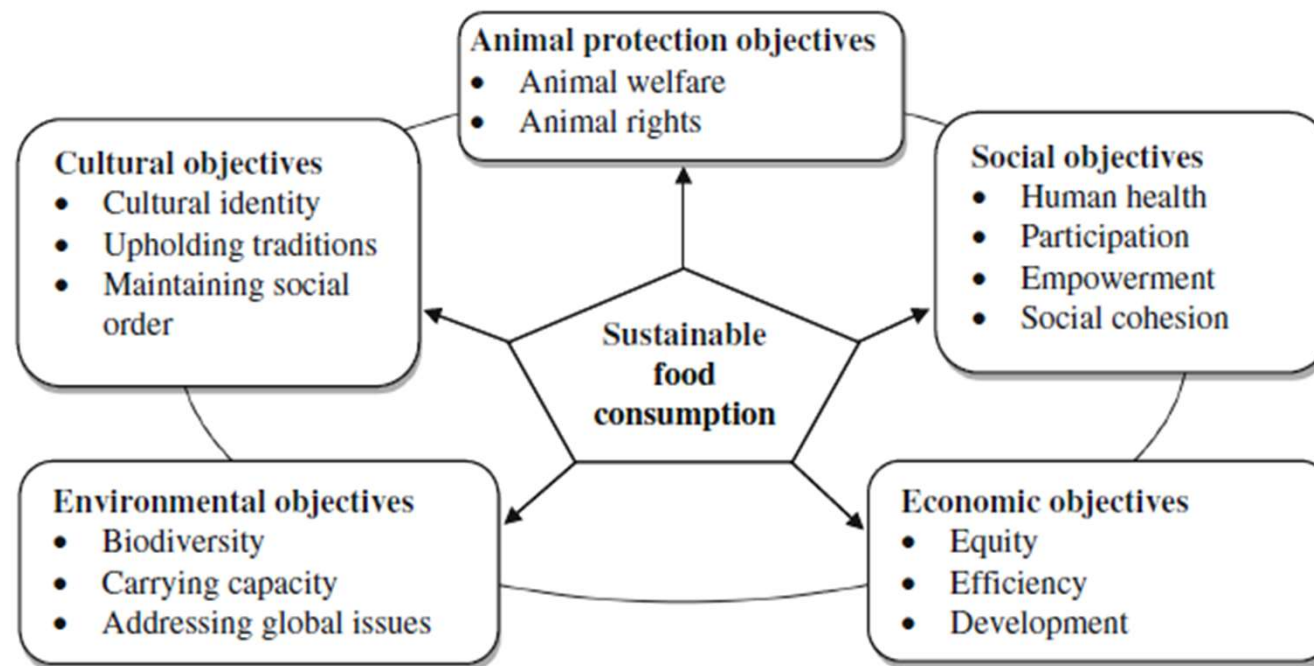 Animal protection objectives
• Animal welfare
• Animal rights
Cultural objectives
• Cultural identity
• Upholding traditions
• Maintaining social
order
Social objectives
• Human health
• Participation
• Empowerment
• Social cohesion
Sustainable
food
consumption
Environmental objectives
• Biodiversity
• Carrying capacity
• Addressing global issues
Economic objectives
• Equity
• Efficiency
• Development